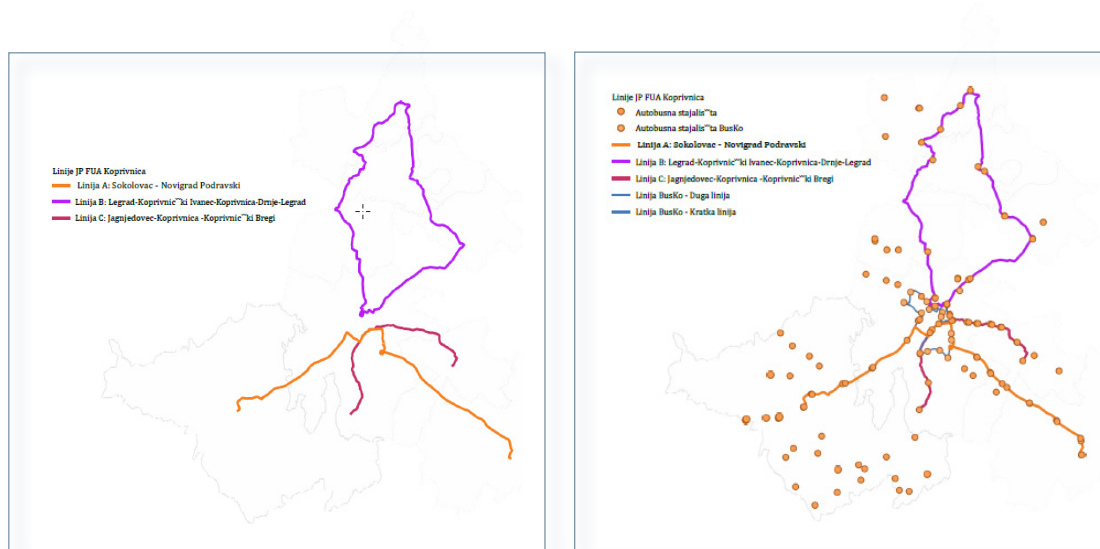 Linije JP FUA Koprivnica
Linija A: Sokolovac - Novigrad Podravski
Linija B: Legrad-Koprivnic˝ki Ivanec-Koprivnica-Drnje-Legrad
Linija C: Jagnjedovec-Koprivnica -Koprivnic˝ki Bregi
Linije JP FUA Koprivnica
Autobusna stajalis˝ta
Autobusna stajalis˝ta BusKo
Linija A: Sokolovac - Novigrad Podravski
Linija B: Legrad-Koprivnic˝ki Ivanec-Koprivnica-Drnje-Legrad
Linija C: Jagnjedovec-Koprivnica -Koprivnic˝ki Bregi
Linija BusKo - Duga linija
Linija BusKo - Kratka linija